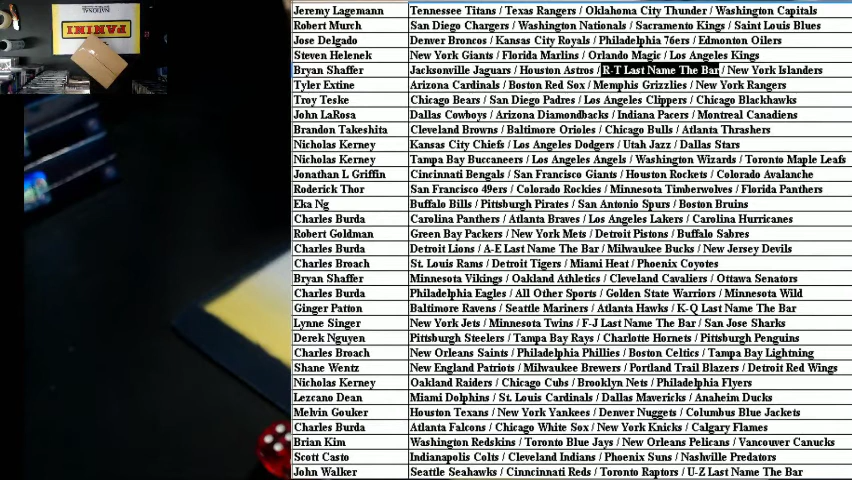 PANINI
Jeremy Lagemann Tennessee Titans / Texas Rangers / Oklahoma City Thunder / Washington Capitals
Robert Murch San Diego Chargers / Washington Nationals / Sacramento Kings / Saint Louis Blues
Jose Delgado Denver Broncos / Kansas City Royals / Philadelphia 76ers / Edmonton Oilers
Steven Helenek New York Giants / Florida Marlins / Orlando Magic / Los Angeles Kings
Bryan Shaffer Jacksonville Jaguars / Houston Astros / R-T Last Name The Bar / New York Islanders
Tyler Extine Arizona Cardinals / Boston Red Sox / Memphis Grizzlies / New York Rangers
Troy Teske Chicago Bears / San Diego Padres / Los Angeles Clippers / Chicago Blackhawks
John LaRosa Dallas Cowboys / Arizona Diamondbacks / Indiana Pacers / Montreal Canadiens
Brandon Takeshita Cleveland Browns / Baltimore Orioles / Chicago Bulls / Atlanta Thrashers
Nicholas Kerney Kansas City Chiefs / Los Angeles Dodgers / Utah Jazz / Dallas Stars
Nicholas Kerney Tampa Bay Buccaneers / Los Angeles Angels / Washington Wizards / Toronto Maple Leafs
Jonathan L Griffin Cincinnati Bengals / San Francisco Giants / Houston Rockets / Colorado Avalanche
Roderick Thor San Francisco 49ers / Colorado Rockies / Minnesota Timberwolves / Florida Panthers
Eka Ng Buffalo Bills / Pittsburgh Pirates / San Antonio Spurs / Boston Bruins
Charles Burda Carolina Panthers / Atlanta Braves / Los Angeles Lakers / Carolina Hurricanes
Robert Goldman Green Bay Packers / New York Mets / Detroit Pistons / Buffalo Sabres
Charles Burda Detroit Lions / A-E Last Name The Bar / Milwaukee Bucks / New Jersey Devils
Charles Broach St. Louis Rams / Detroit Tigers / Miami Heat / Phoenix Coyotes
Bryan Shaffer Minnesota Vikings / Oakland Athletics / Cleveland Cavaliers / Ottawa Senators
Charles Burda Philadelphia Eagles / All Other Sports / Golden State Warriors / Minnesota Wild
Ginger Patton Baltimore Ravens / Seattle Mariners / Atlanta Hawks / K-Q Last Name The Bar
Lynne Singer New York Jets / Minnesota Twins / F-J Last Name The Bar / San Jose Sharks
Derek Nguyen Pittsburgh Steelers / Tampa Bay Rays / Charlotte Hornets / Pittsburgh Penguins
Charles Broach New Orleans Saints / Philadelphia Phillies / Boston Celtics / Tampa Bay Lightning
Shane Wentz New England Patriots / Milwaukee Brewers / Portland Trail Blazers / Detroit Red Wings
Nicholas Kerney Oakland Raiders / Chicago Cubs / Brooklyn Nets / Philadelphia Flyers
Lezcano Dean Miami Dolphins / St. Louis Cardinals / Dallas Mavericks / Anaheim Ducks
Melvin Gouker Houston Texans / New York Yankees / Denver Nuggets / Columbus Blue Jackets
Charles Burda Atlanta Falcons / Chicago White Sox / New York Knicks / Calgary Flames
Brian Kim Washington Redskins / Toronto Blue Jays / New Orleans Pelicans / Vancouver Canucks
Scott Casto Indianapolis Colts / Cleveland Indians / Phoenix Suns / Nashville Predators
John Walker Seattle Seahawks / Cinncinati Reds / Toronto Raptors / U-Z Last Name The Bar